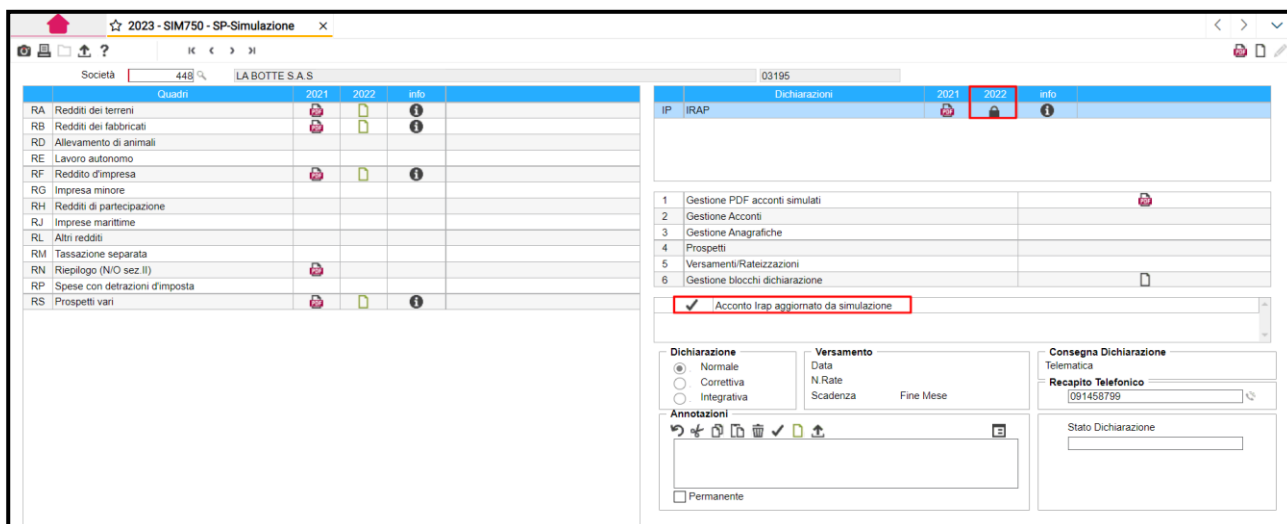 2023 - SIM750 - SP-Simulazione
Società 448 LA BOTTE S.A.S 03195
Quadri 2021 2022 info
RA Redditi dei terreni
RB Redditi dei fabbricati
RD Allevamento di animali
RE Lavoro autonomo
RF Reddito d'impresa
RG Impresa minore
RH Redditi di partecipazione
RJ Imprese marittime
RL Altri redditi
RM Tassazione separata
RN Riepilogo (N/O sez.II)
RP Spese con detrazioni d'imposta
RS Prospetti vari
Dichiarazioni 2021 2022 info
IP IRAP
1 Gestione PDF acconti simulati
2 Gestione Acconti
3 Gestione Anagrafiche
4 Prospetti
5 Versamenti/Rateizzazioni
6 Gestione blocchi dichiarazione
Acconto Irap aggiornato da simulazione
Dichiarazione
Normale
Correttiva
Integrativa
Versamento
Data
N.Rate
Scadenza Fine Mese
Consegna Dichiarazione
Telematica
Recapito Telefonico
091458799
Annotazioni
Permanente
Stato Dichiarazione